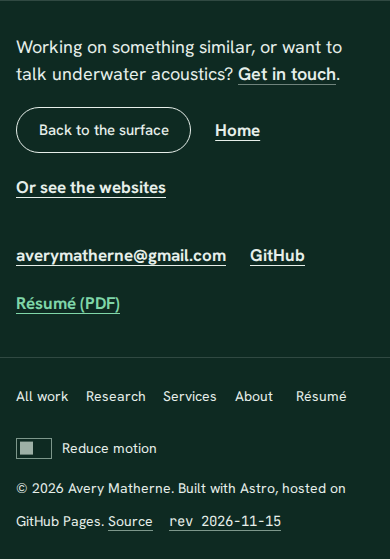 Working on something similar, or want to
talk underwater acoustics? Get in touch.
Back to the surface Home
Or see the websites
averymatherne@gmail.com GitHub
Résumé (PDF)
All work Research Services About Résumé
Reduce motion
© 2026 Avery Matherne. Built with Astro, hosted on
GitHub Pages. Source rev 2026-11-15